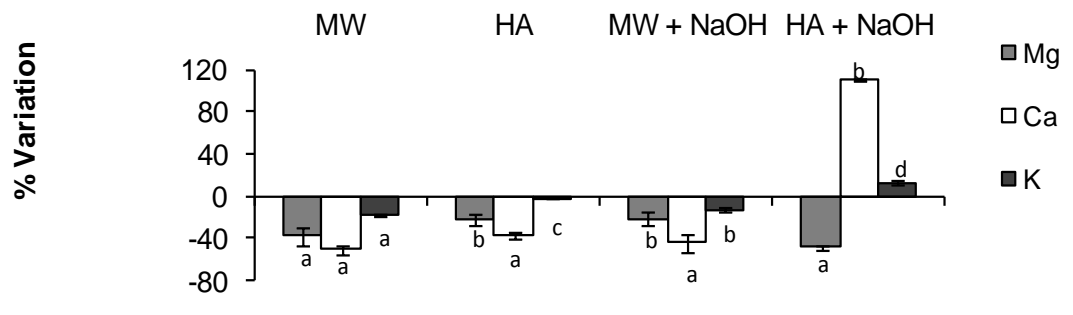 MW HA MW + NaOH HA + NaOH
% Variation
120
80
40
0
-40
-80
a a a
b a c
b a b
a b d
Mg
Ca
K